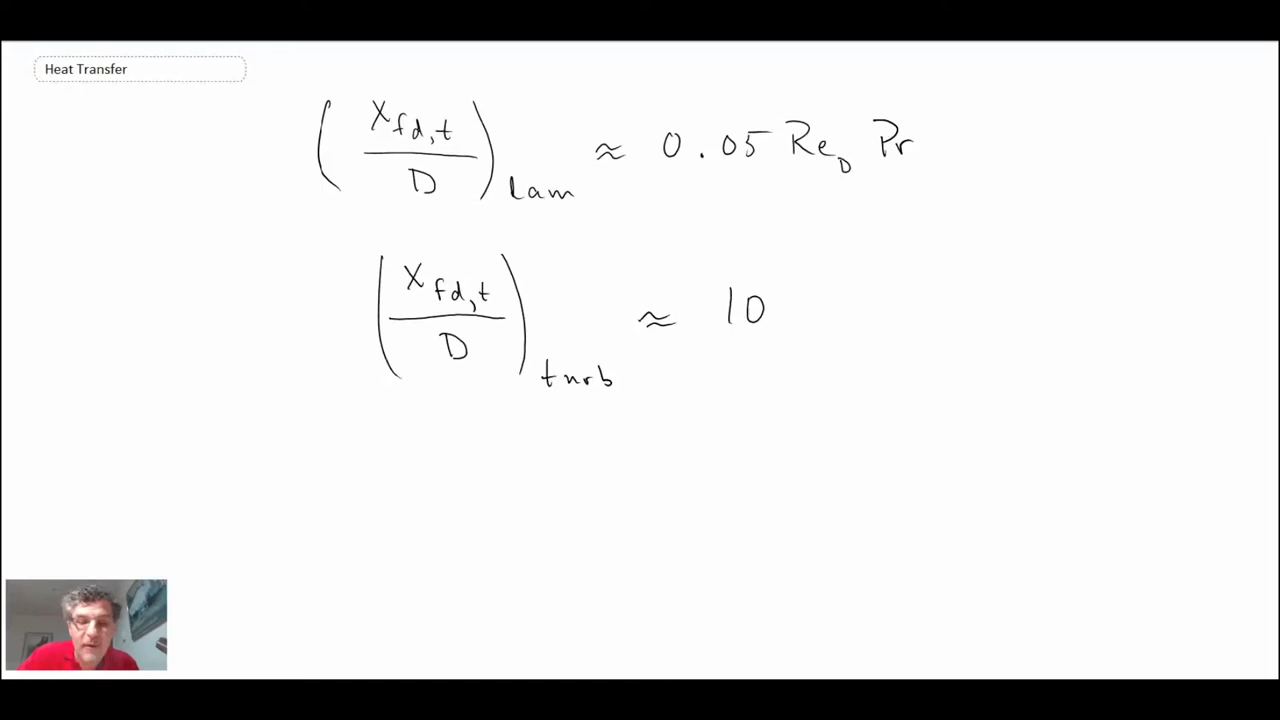 Heat Transfer
( x_fd,t / D )_lam ≈ 0.05 Re_D Pr
( x_fd,t / D )_turb ≈ 10